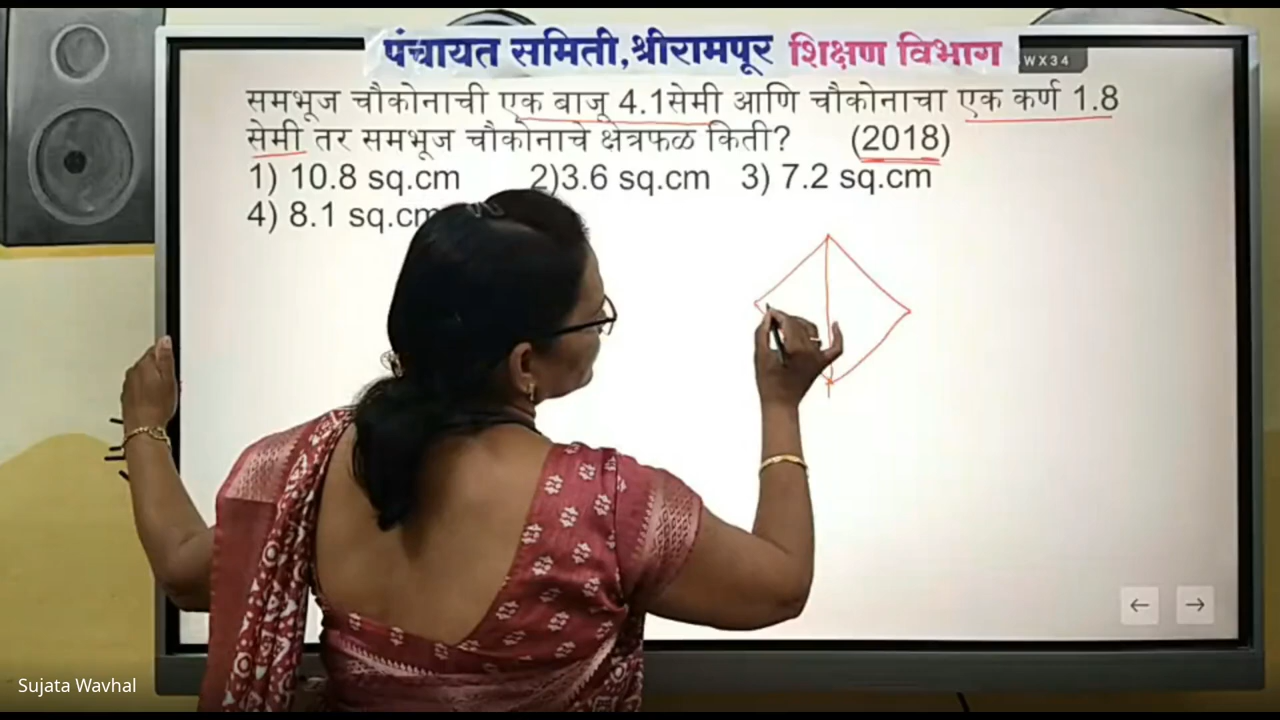 पंचायत समिती,श्रीरामपूर शिक्षण विभाग
WX34
समभूज चौकोनाची एक बाजू 4.1सेमी आणि चौकोनाचा एक कर्ण 1.8
सेमी तर समभूज चौकोनाचे क्षेत्रफळ किती? (2018)
1) 10.8 sq.cm 2)3.6 sq.cm 3) 7.2 sq.cm
4) 8.1 sq.cm
Sujata Wavhal